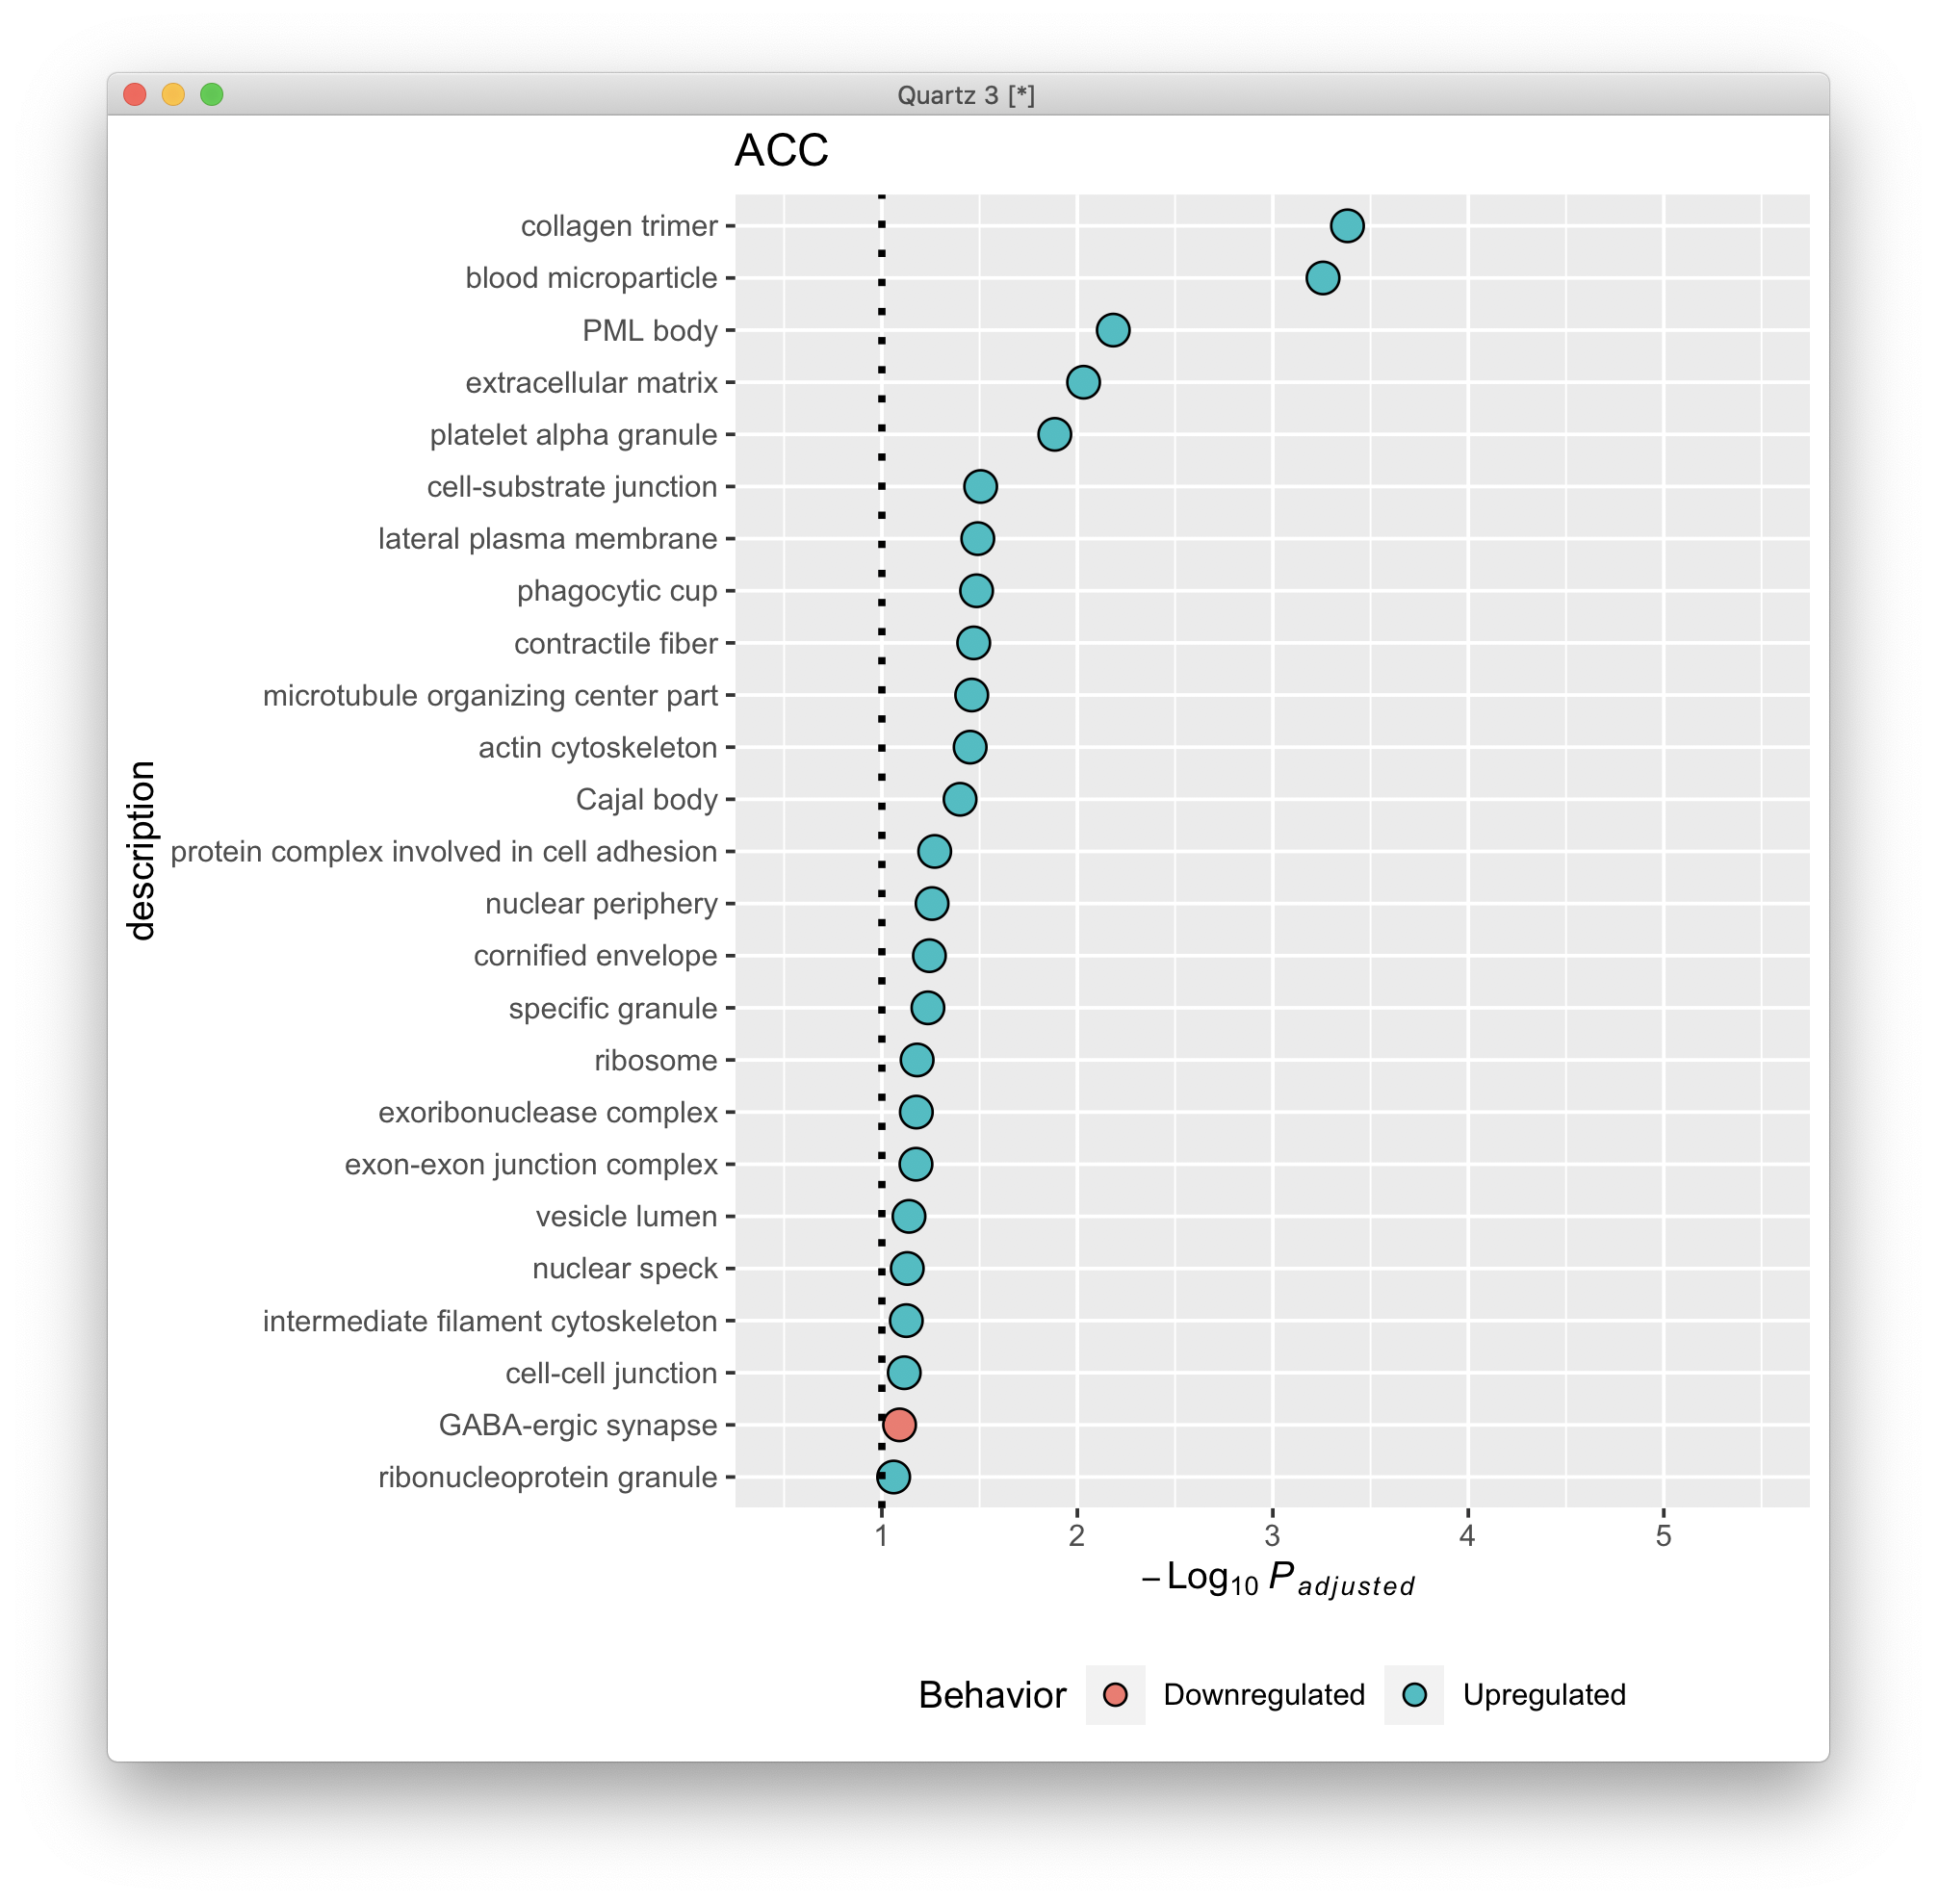 Quartz 3 [*]
ACC
collagen trimer
blood microparticle
PML body
extracellular matrix
platelet alpha granule
cell-substrate junction
lateral plasma membrane
phagocytic cup
contractile fiber
microtubule organizing center part
actin cytoskeleton
Cajal body
protein complex involved in cell adhesion
nuclear periphery
cornified envelope
specific granule
ribosome
exoribonuclease complex
exon-exon junction complex
vesicle lumen
nuclear speck
intermediate filament cytoskeleton
cell-cell junction
GABA-ergic synapse
ribonucleoprotein granule
description
1 2 3 4 5
−Log10 P adjusted
Behavior Downregulated Upregulated